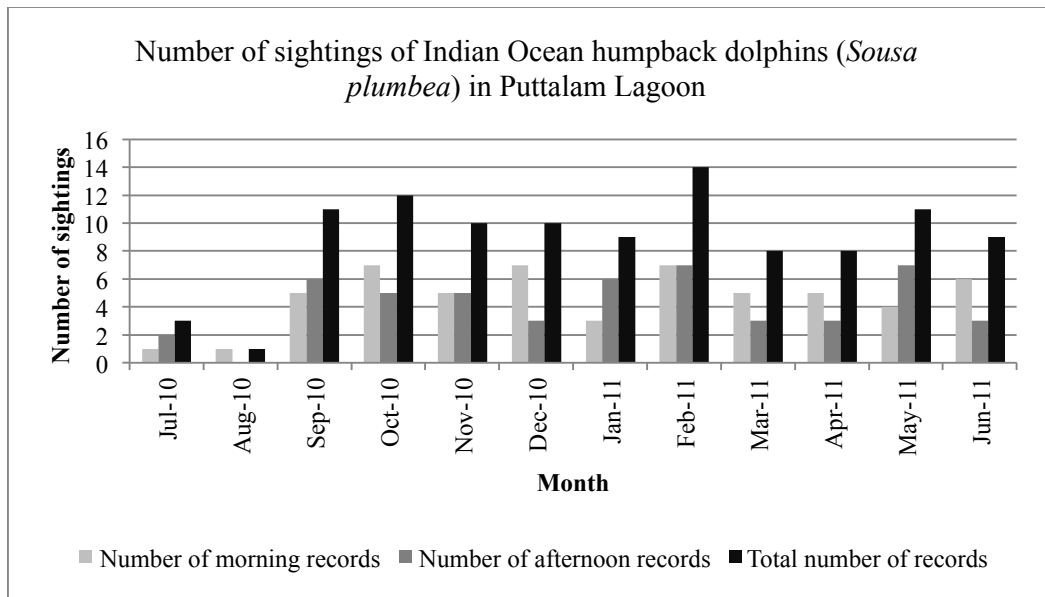 Number of sightings of Indian Ocean humpback dolphins (Sousa
plumbea) in Puttalam Lagoon
Number of sightings
16
14
12
10
8
6
4
2
0
Jul-10
Aug-10
Sep-10
Oct-10
Nov-10
Dec-10
Jan-11
Feb-11
Mar-11
Apr-11
May-11
Jun-11
Month
Number of morning records
Number of afternoon records
Total number of records